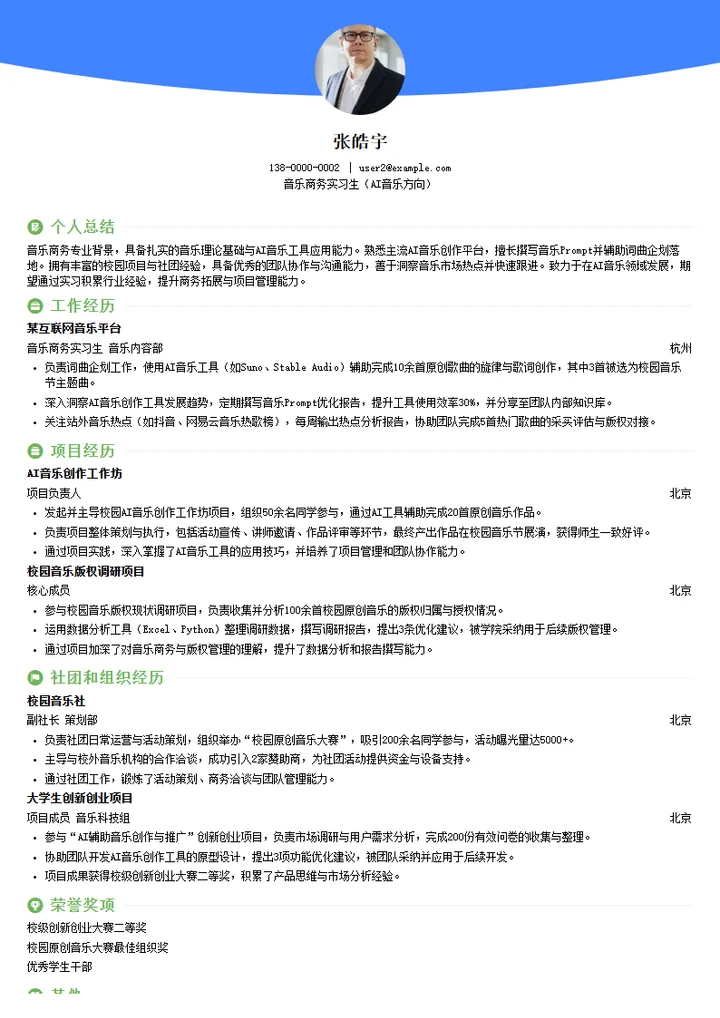 张皓宇
138-0000-0002 | user2@example.com
音乐商务实习生（AI音乐方向）
个人总结
音乐商务专业背景，具备扎实的音乐理论基础与AI音乐工具应用能力。熟悉主流AI音乐创作平台，擅长撰写音乐Prompt并辅助词曲企划落
地。拥有丰富的校园项目与社团经验，具备优秀的团队协作与沟通能力，善于洞察音乐市场热点并快速跟进。致力于在AI音乐领域发展，期
望通过实习积累行业经验，提升商务拓展与项目管理能力。
工作经历
某互联网音乐平台
音乐商务实习生 音乐内容部 杭州
• 负责词曲企划工作，使用AI音乐工具（如Suno、Stable Audio）辅助完成10余首原创歌曲的旋律与歌词创作，其中3首被选为校园音乐
节主题曲。
• 深入洞察AI音乐创作工具发展趋势，定期撰写音乐Prompt优化报告，提升工具使用效率30%，并分享至团队内部知识库。
• 关注站外音乐热点（如抖音、网易云音乐热歌榜），每周输出热点分析报告，协助团队完成5首热门歌曲的采买评估与版权对接。
项目经历
AI音乐创作工作坊
项目负责人 北京
• 发起并主导校园AI音乐创作工作坊项目，组织50余名同学参与，通过AI工具辅助完成20首原创音乐作品。
• 负责项目整体策划与执行，包括活动宣传、讲师邀请、作品评审等环节，最终产出作品在校园音乐节展演，获得师生一致好评。
• 通过项目实践，深入掌握了AI音乐工具的应用技巧，并培养了项目管理和团队协作能力。
校园音乐版权调研项目
核心成员 北京
• 参与校园音乐版权现状调研项目，负责收集并分析100余首校园原创音乐的版权归属与授权情况。
• 运用数据分析工具（Excel、Python）整理调研数据，撰写调研报告，提出3条优化建议，被学院采纳用于后续版权管理。
• 通过项目加深了对音乐商务与版权管理的理解，提升了数据分析和报告撰写能力。
社团和组织经历
校园音乐社
副社长 策划部 北京
• 负责社团日常运营与活动策划，组织举办“校园原创音乐大赛”，吸引200余名同学参与，活动曝光量达5000+。
• 主导与校外音乐机构的合作洽谈，成功引入2家赞助商，为社团活动提供资金与设备支持。
• 通过社团工作，锻炼了活动策划、商务洽谈与团队管理能力。
大学生创新创业项目
项目成员 音乐科技组 北京
• 参与“AI辅助音乐创作与推广”创新创业项目，负责市场调研与用户需求分析，完成200份有效问卷的收集与整理。
• 协助团队开发AI音乐创作工具的原型设计，提出3项功能优化建议，被团队采纳并应用于后续开发。
• 项目成果获得校级创新创业大赛二等奖，积累了产品思维与市场分析经验。
荣誉奖项
校级创新创业大赛二等奖
校园原创音乐大赛最佳组织奖
优秀学生干部